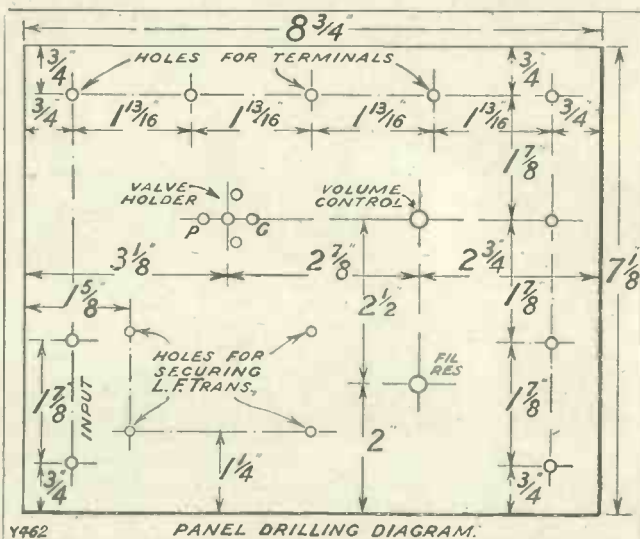 8 3/4"
3/4"
HOLES FOR TERMINALS
3/4"
3/4"
1 13/16"
1 13/16"
1 13/16"
1 13/16"
3/4"
1 7/8"
VALVE
HOLDER
VOLUME
CONTROL
P
G
3 1/8"
2 7/8"
2 3/4"
7 1/8"
1 5/8"
2 1/2"
1 7/8"
HOLES FOR
SECURING
L.F. TRANS,
FIL
RES
1 7/8"
INPUT
1 7/8"
1 1/4"
2"
3/4"
3/4"
Y462
PANEL DRILLING DIAGRAM.